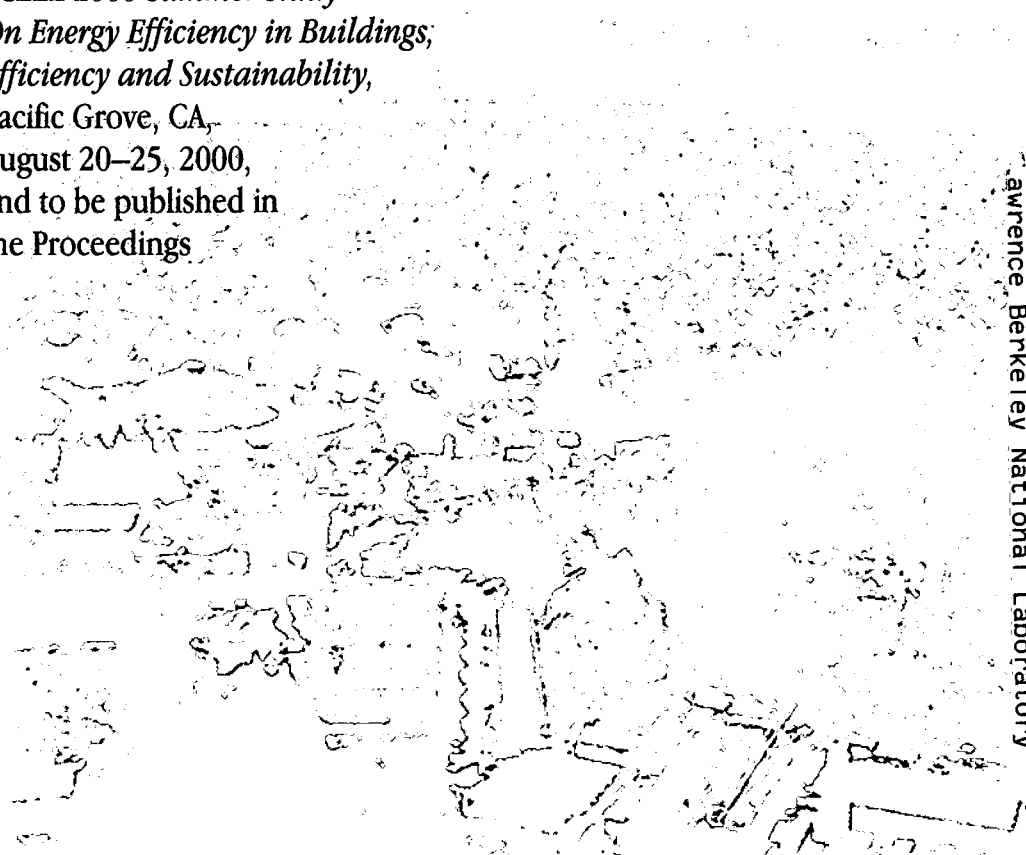 On Energy Efficiency in Buildings;
fficiency and Sustainability,
acific Grove, CA,
ugust 20–25, 2000,
nd to be published in
he Proceedings
awrence Berkeley National Laboratory